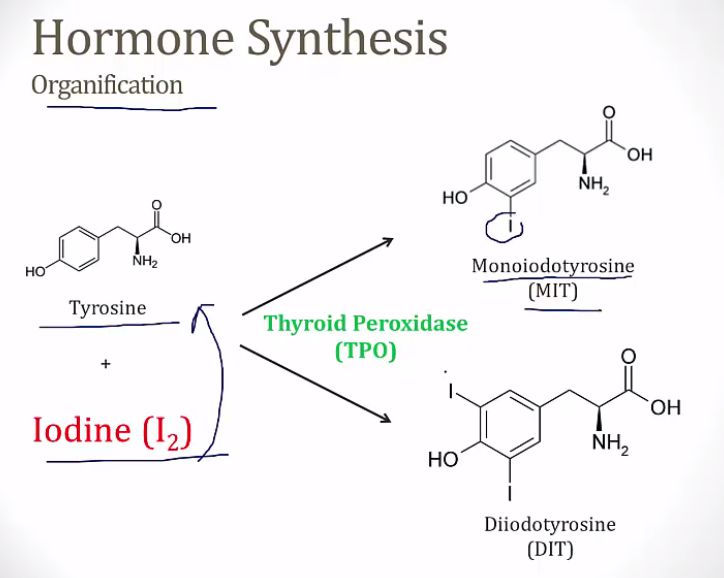 Hormone Synthesis
Organification
O
OH
NH₂
HO
Tyrosine
+
Iodine (I₂)
Thyroid Peroxidase
(TPO)
O
OH
NH₂
HO
I
Monoiodotyrosine
(MIT)
O
I
OH
NH₂
HO
I
Diiodotyrosine
(DIT)